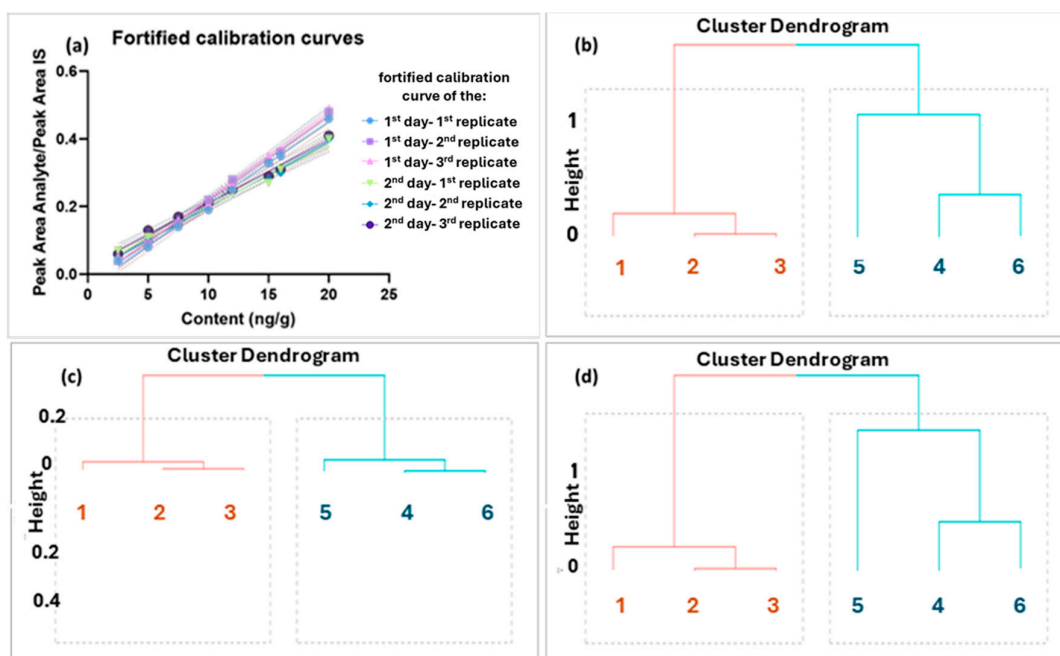 (a) Fortified calibration curves
Peak Area Analyte/Peak Area IS
0.6
0.4
0.2
0.0
0 5 10 15 20 25
Content (ng/g)
fortified calibration
curve of the:
1st day- 1st replicate
1st day- 2nd replicate
1st day- 3rd replicate
2nd day- 1st replicate
2nd day- 2nd replicate
2nd day- 3rd replicate
Cluster Dendrogram
(b)
Height
1
0
1 2 3 5 4 6
Cluster Dendrogram
(c)
0.2
0
Height
1 2 3 5 4 6
0.2
0.4
Cluster Dendrogram
(d)
Height
1
0
1 2 3 5 4 6